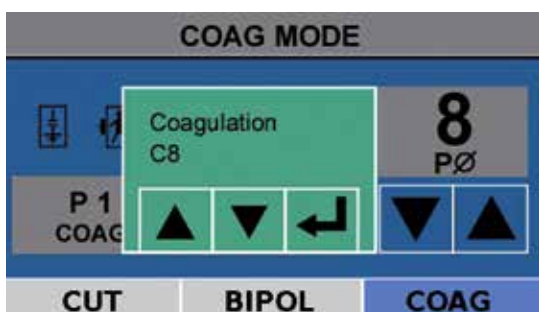 COAG MODE
Coagulation
C8
8
PØ
P 1
COAG
CUT BIPOL COAG